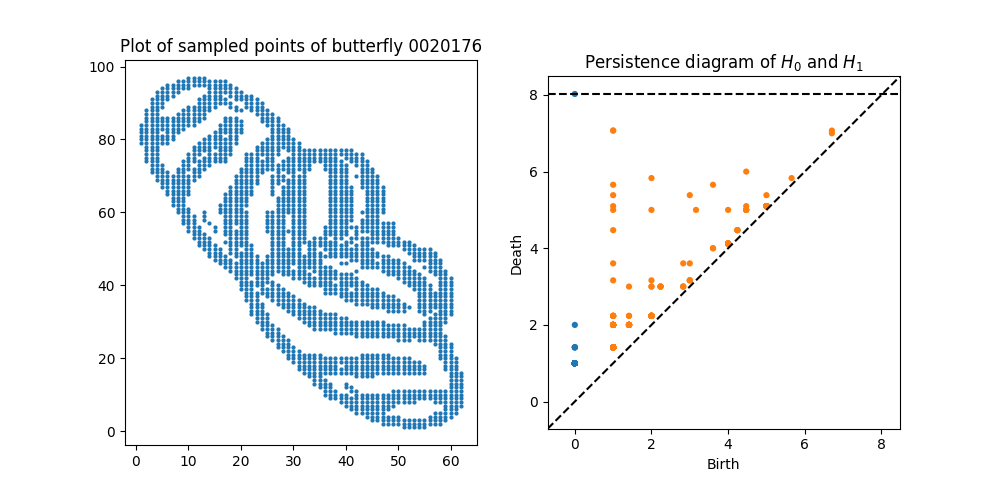 Plot of sampled points of butterfly 0020176
100
80
60
40
20
0
0 10 20 30 40 50 60
Persistence diagram of H₀ and H₁
8
6
4
2
0
Death
0 2 4 6 8
Birth